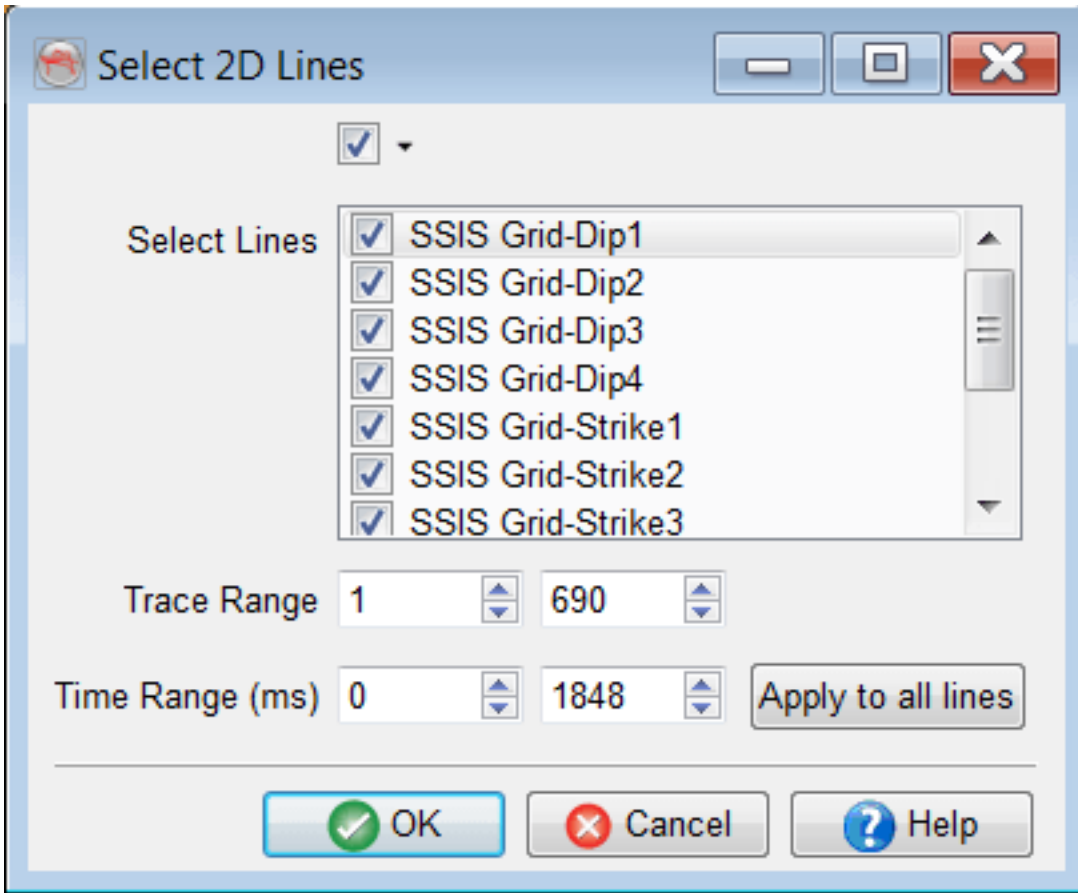 Select 2D Lines
Select Lines
SSIS Grid-Dip1
SSIS Grid-Dip2
SSIS Grid-Dip3
SSIS Grid-Dip4
SSIS Grid-Strike1
SSIS Grid-Strike2
SSIS Grid-Strike3
Trace Range 1 690
Time Range (ms) 0 1848 Apply to all lines
OK Cancel Help